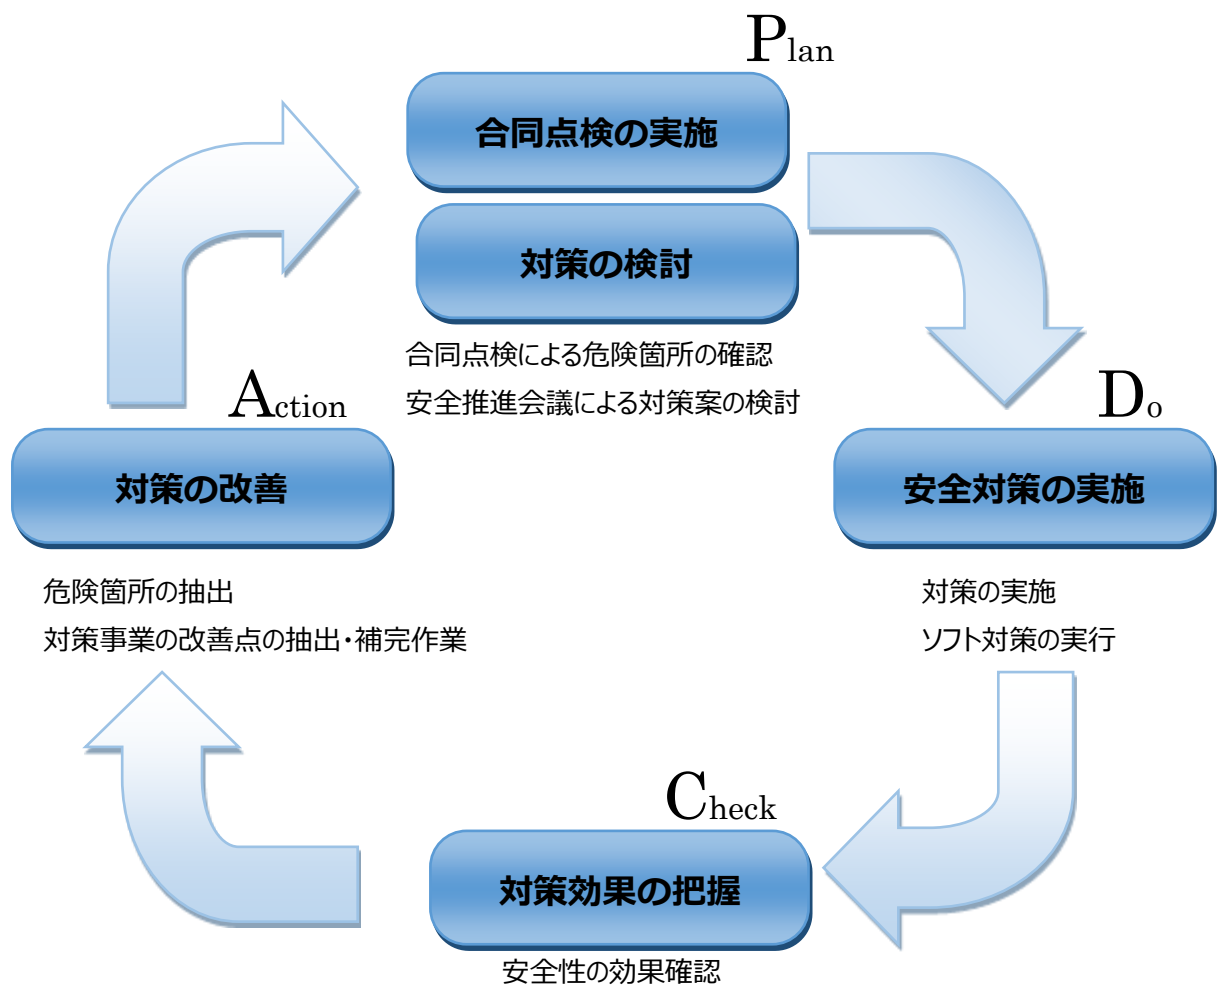 Plan
合同点検の実施
対策の検討
合同点検による危険箇所の確認
安全推進会議による対策案の検討
Do
安全対策の実施
対策の実施
ソフト対策の実行
Check
対策効果の把握
安全性の効果確認
Action
対策の改善
危険箇所の抽出
対策事業の改善点の抽出・補完作業